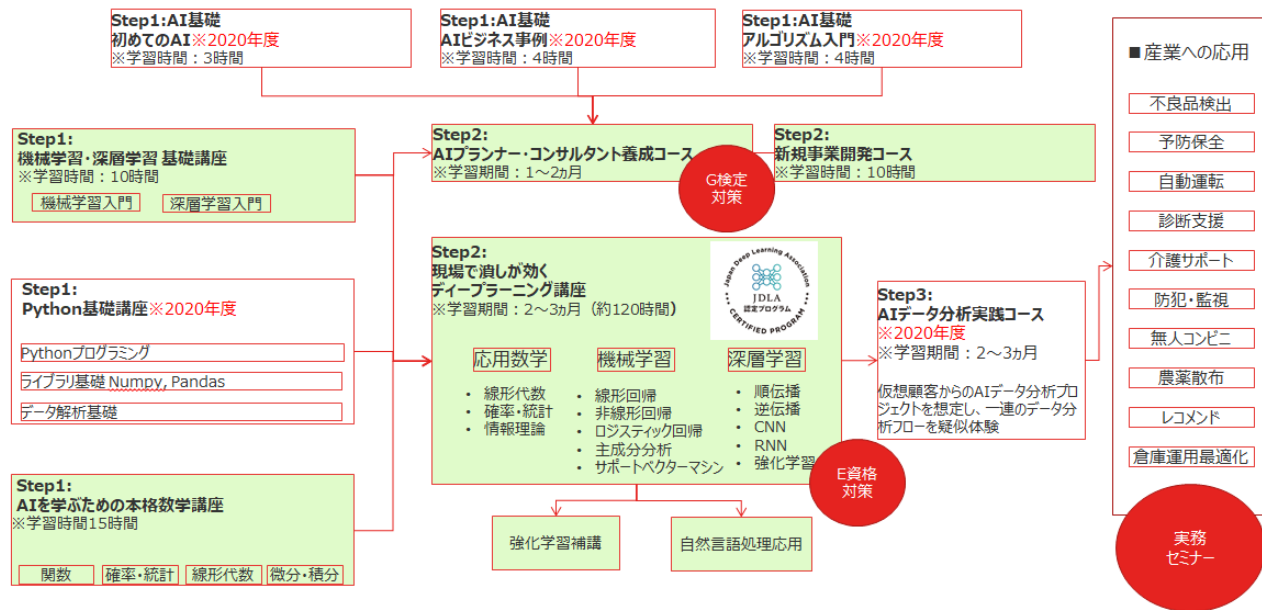 Step1:AI基礎
初めてのAI※2020年度
※学習時間：3時間
Step1:AI基礎
AIビジネス事例※2020年度
※学習時間：4時間
Step1:AI基礎
アルゴリズム入門※2020年度
※学習時間：4時間
Step1:
機械学習・深層学習 基礎講座
※学習時間：10時間
機械学習入門
深層学習入門
Step2:
AIプランナー・コンサルタント養成コース
※学習期間：1～2ヵ月
G検定
対策
Step2:
新規事業開発コース
※学習時間：10時間
Step1:
Python基礎講座※2020年度
Pythonプログラミング
ライブラリ基礎 Numpy, Pandas
データ解析基礎
Step1:
AIを学ぶための本格数学講座
※学習時間15時間
関数
確率・統計
線形代数
微分・積分
Step2:
現場で潰しが効く
ディープラーニング講座
※学習期間：2～3ヵ月（約120時間）
Japan Deep Learning Association
JDLA
認定プログラム
CERTIFIED PROGRAM
応用数学
• 線形代数
• 確率・統計
• 情報理論
機械学習
• 線形回帰
• 非線形回帰
• ロジスティック回帰
• 主成分分析
• サポートベクターマシン
深層学習
• 順伝播
• 逆伝播
• CNN
• RNN
• 強化学習
E資格
対策
強化学習補講
自然言語処理応用
Step3:
AIデータ分析実践コース
※2020年度
※学習期間：2～3ヵ月
仮想顧客からのAIデータ分析プロ
ジェクトを想定し、一連のデータ分
析フローを疑似体験
■産業への応用
不良品検出
予防保全
自動運転
診断支援
介護サポート
防犯・監視
無人コンビニ
農薬散布
レコメンド
倉庫運用最適化
実務
セミナー